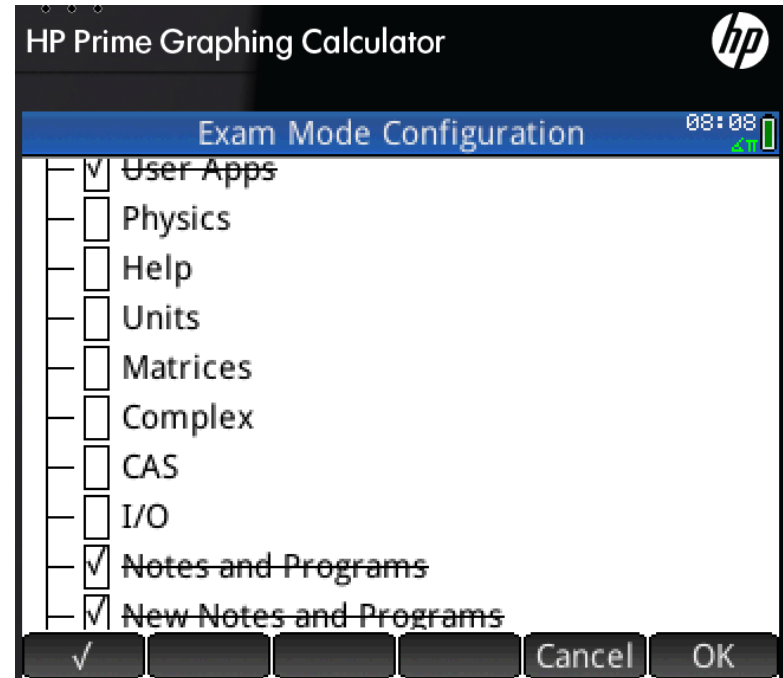 HP Prime Graphing Calculator
hp
Exam Mode Configuration
08:08
∡π
√ User Apps
Physics
Help
Units
Matrices
Complex
CAS
I/O
√ Notes and Programs
√ New Notes and Programs
√ Cancel OK